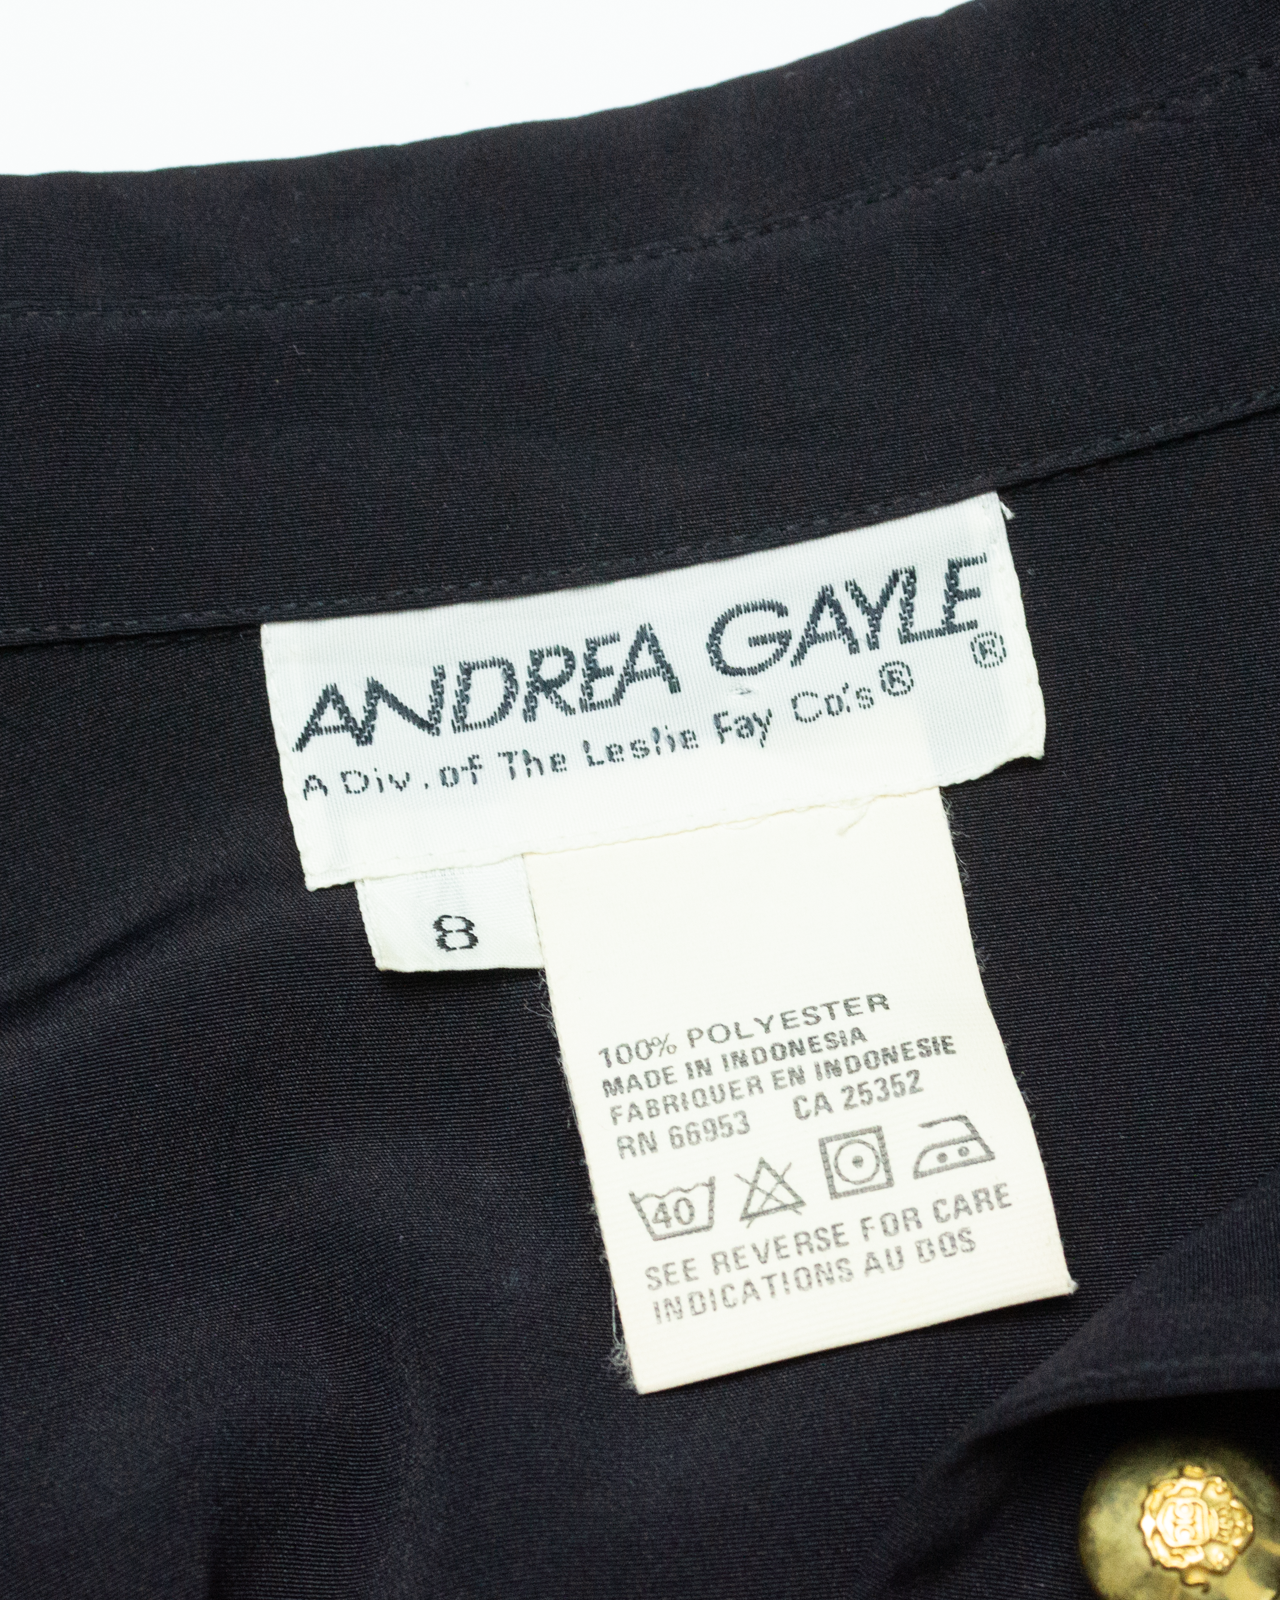 ANDREA GAYLE®
A Div. of The Leslie Fay Co's®
8
100% POLYESTER
MADE IN INDONESIA
FABRIQUER EN INDONESIE
RN 66953 CA 25352
40
SEE REVERSE FOR CARE
INDICATIONS AU DOS